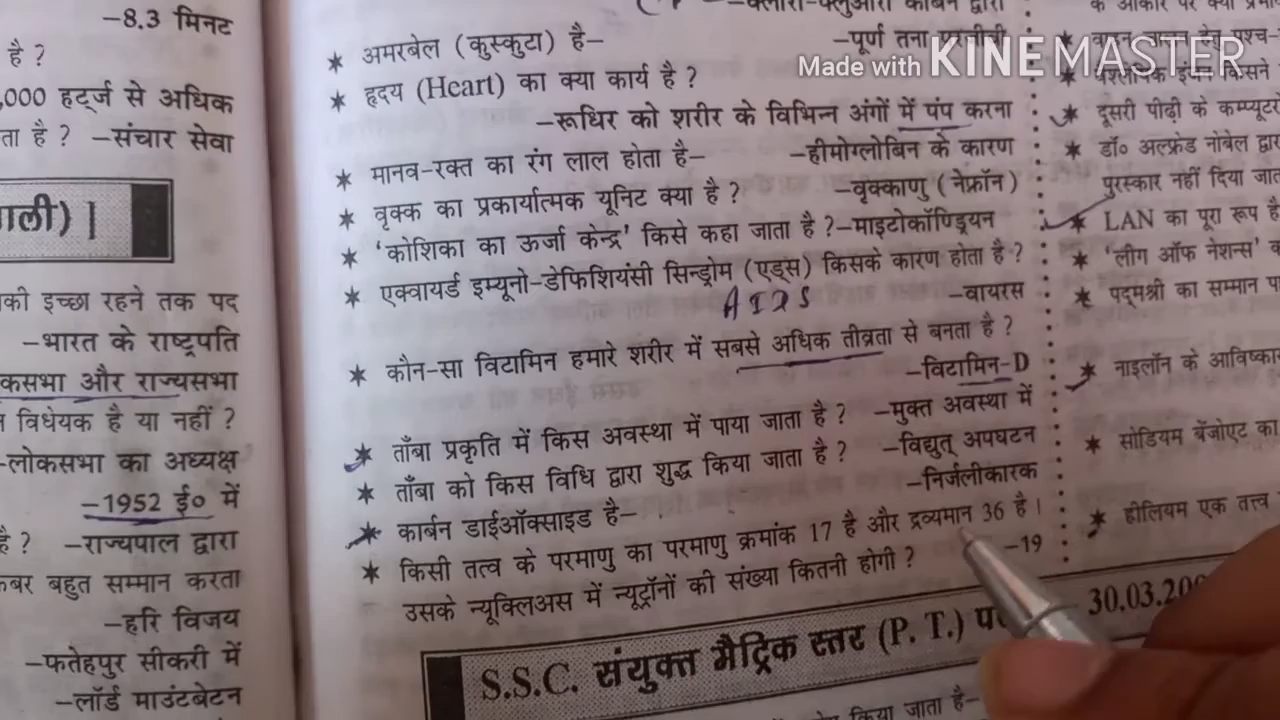 -8.3 मिनट
है ?
,000 हर्ट्ज से अधिक
ता है ? -संचार सेवा
ाली) |
की इच्छा रहने तक पद
-भारत के राष्ट्रपति
कसभा और राज्यसभा
विधेयक है या नहीं ?
-लोकसभा का अध्यक्ष
-1952 ई० में
है ? -राज्यपाल द्वारा
कबर बहुत सम्मान करता
-हरि विजय
-फतेहपुर सीकरी में
-लॉर्ड माउंटबेटन
-क्लोरो-फ्लुओरो कार्बन द्वारा
★ अमरबेल (कुस्कुटा) है- -पूर्ण तना
★ हृदय (Heart) का क्या कार्य है ?
-रूधिर को शरीर के विभिन्न अंगों में पंप करना
★ मानव-रक्त का रंग लाल होता है- -हीमोग्लोबिन के कारण
★ वृक्क का प्रकार्यात्मक यूनिट क्या है ? -वृक्काणु (नेफ्रॉन)
★ 'कोशिका का ऊर्जा केन्द्र' किसे कहा जाता है ?-माइटोकॉण्ड्रियन
★ एक्वायर्ड इम्यूनो-डेफिशियंसी सिन्ड्रोम (एड्स) किसके कारण होता है ?
AIDS -वायरस
★ कौन-सा विटामिन हमारे शरीर में सबसे अधिक तीव्रता से बनता है ?
-विटामिन-D
★ ताँबा प्रकृति में किस अवस्था में पाया जाता है ? -मुक्त अवस्था में
★ ताँबा को किस विधि द्वारा शुद्ध किया जाता है ? -विद्युत् अपघटन
★ कार्बन डाईऑक्साइड है- -निर्जलीकारक
★ किसी तत्व के परमाणु का परमाणु क्रमांक 17 है और द्रव्यमान 36 है।
उसके न्यूक्लिअस में न्यूट्रॉनों की संख्या कितनी होगी ? -19
S.S.C. संयुक्त मैट्रिक स्तर (P. T.) 30.03.20
किया जाता है-
के आकार पर क्या
Made with KINEMASTER
★ दूसरी पीढ़ी के कम्प्यूटर
★ डॉ० अल्फ्रेड नोबेल द्वार
पुरस्कार नहीं दिया जात
★ LAN का पूरा रूप है
★ 'लीग ऑफ नेशन्स'
★ पद्मश्री का सम्मान
★ नाइलॉन के आविष्कार
★ सोडियम बेंजोएट का
★ हीलियम एक तत्त्व